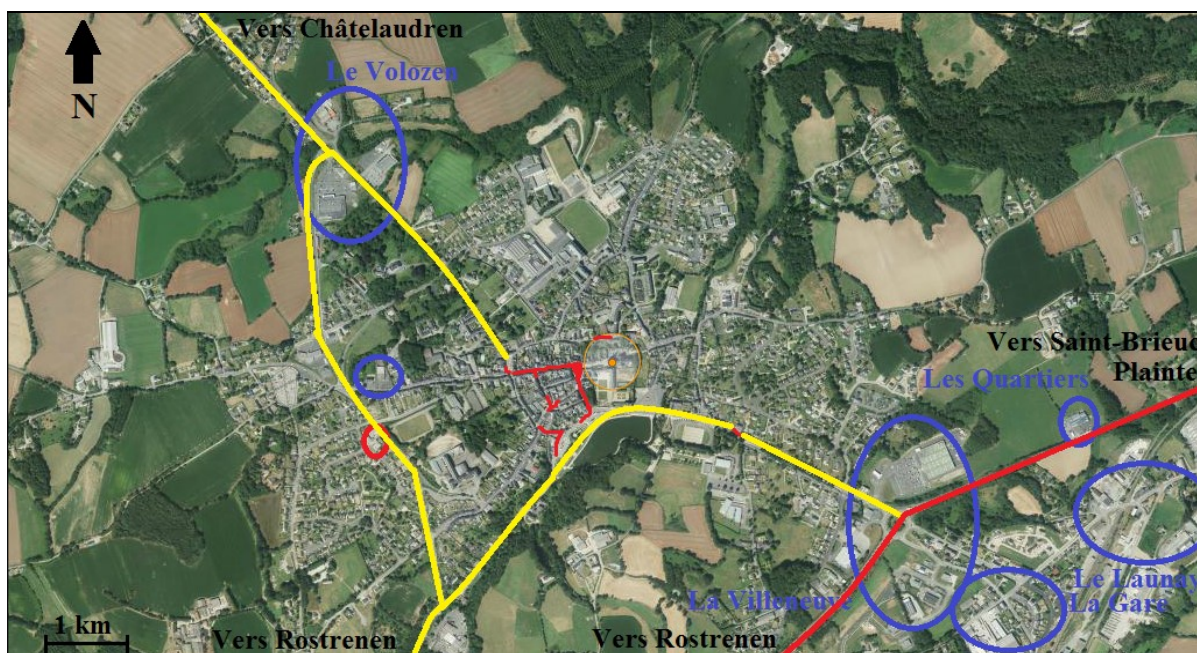 Vers Châtelaudren
Le Volozen
N
Vers Saint-Brieuc
Plainte
Les Quartiers
Le Launay
La Villeneuve
La Gare
1 km
Vers Rostrenen
Vers Rostrenen